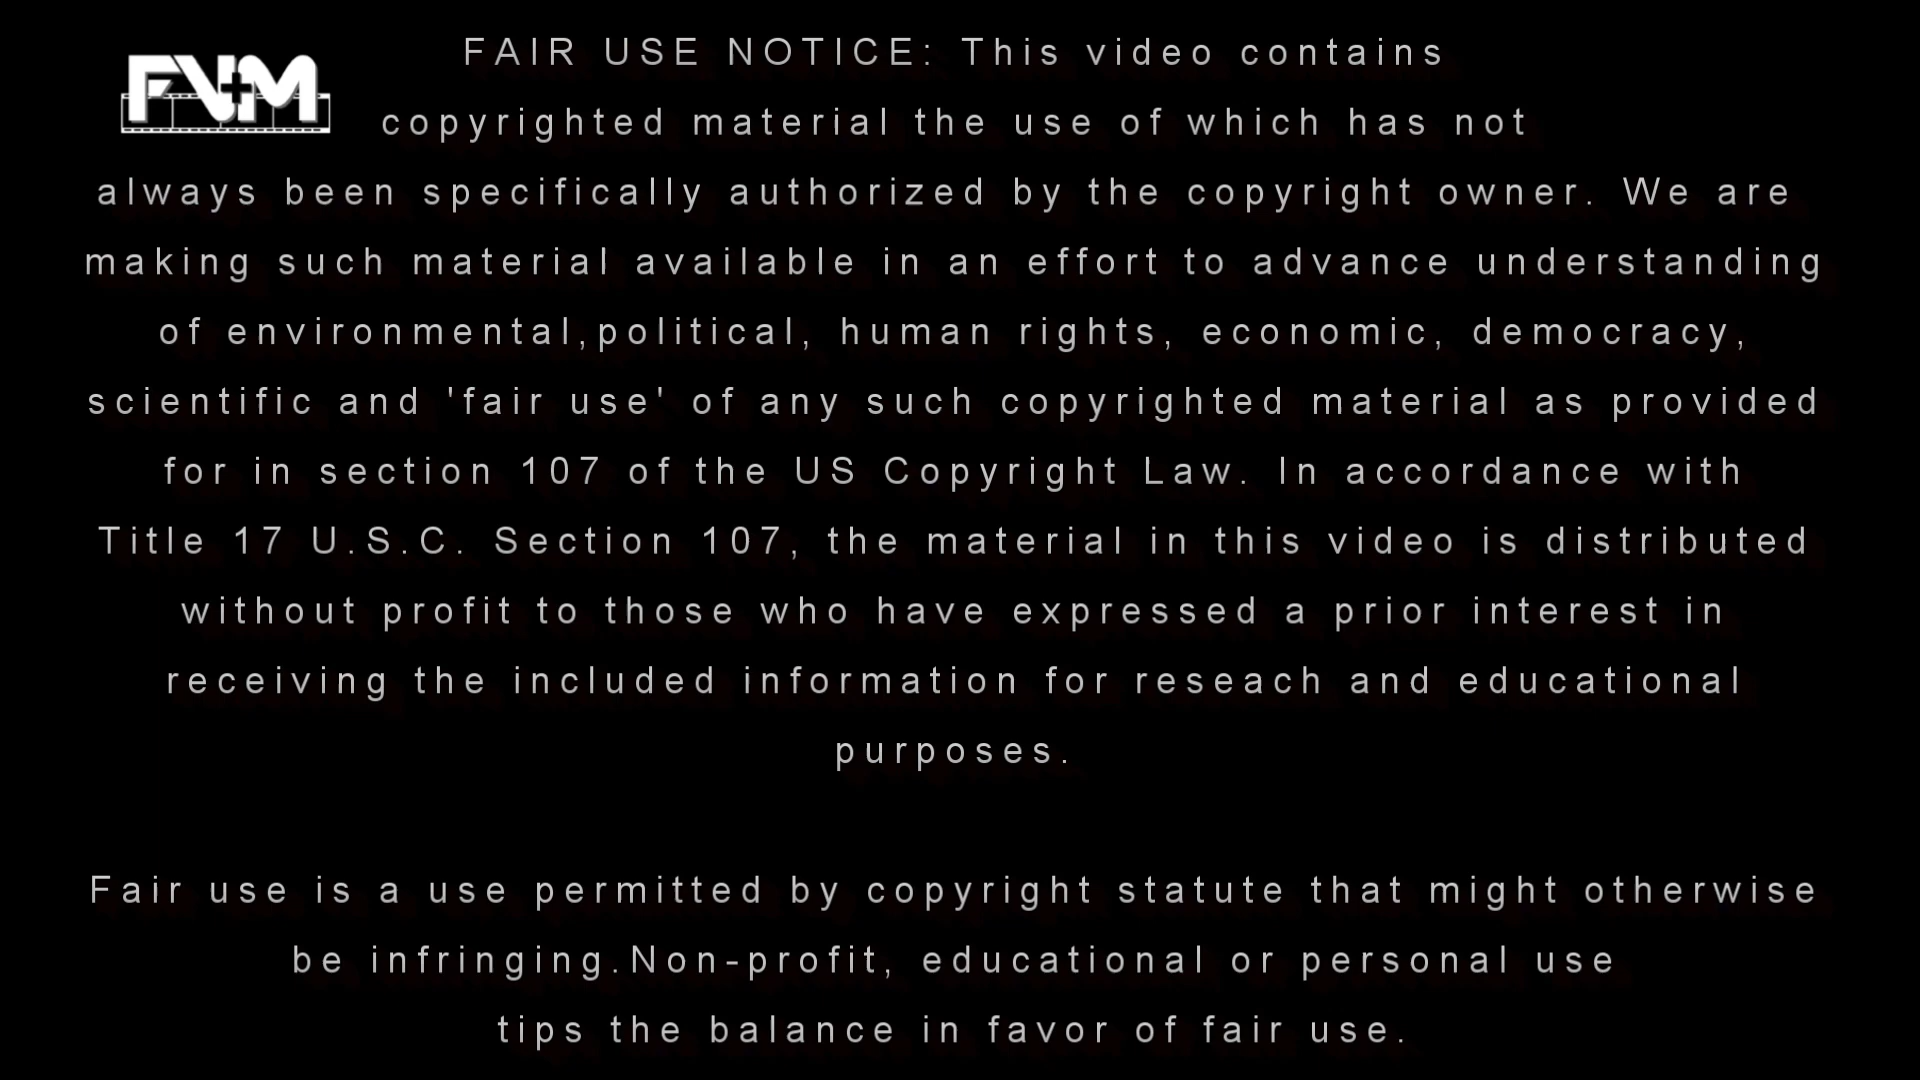 FV+M
FAIR USE NOTICE: This video contains
copyrighted material the use of which has not
always been specifically authorized by the copyright owner. We are
making such material available in an effort to advance understanding
of environmental,political, human rights, economic, democracy,
scientific and 'fair use' of any such copyrighted material as provided
for in section 107 of the US Copyright Law. In accordance with
Title 17 U.S.C. Section 107, the material in this video is distributed
without profit to those who have expressed a prior interest in
receiving the included information for reseach and educational
purposes.
Fair use is a use permitted by copyright statute that might otherwise
be infringing.Non-profit, educational or personal use
tips the balance in favor of fair use.